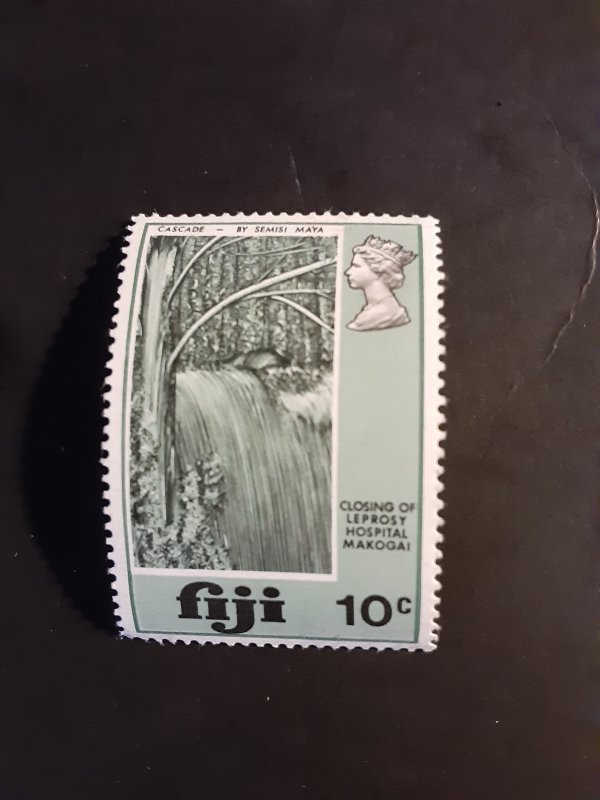 CASCADE – BY SEMISI MAYA
CLOSING OF
LEPROSY
HOSPITAL
MAKOGAI
fiji
10c